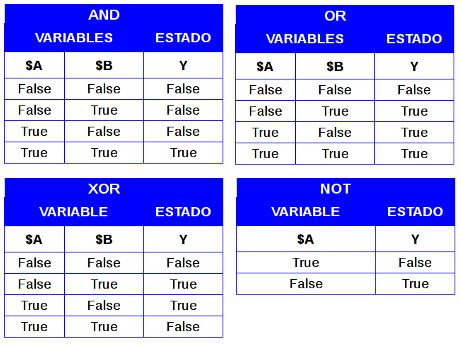 AND
VARIABLES ESTADO
$A $B Y
False False False
False True False
True False False
True True True
OR
VARIABLES ESTADO
$A $B Y
False False False
False True True
True False True
True True True
XOR
VARIABLE ESTADO
$A $B Y
False False False
False True True
True False True
True True False
NOT
VARIABLE ESTADO
$A Y
True False
False True